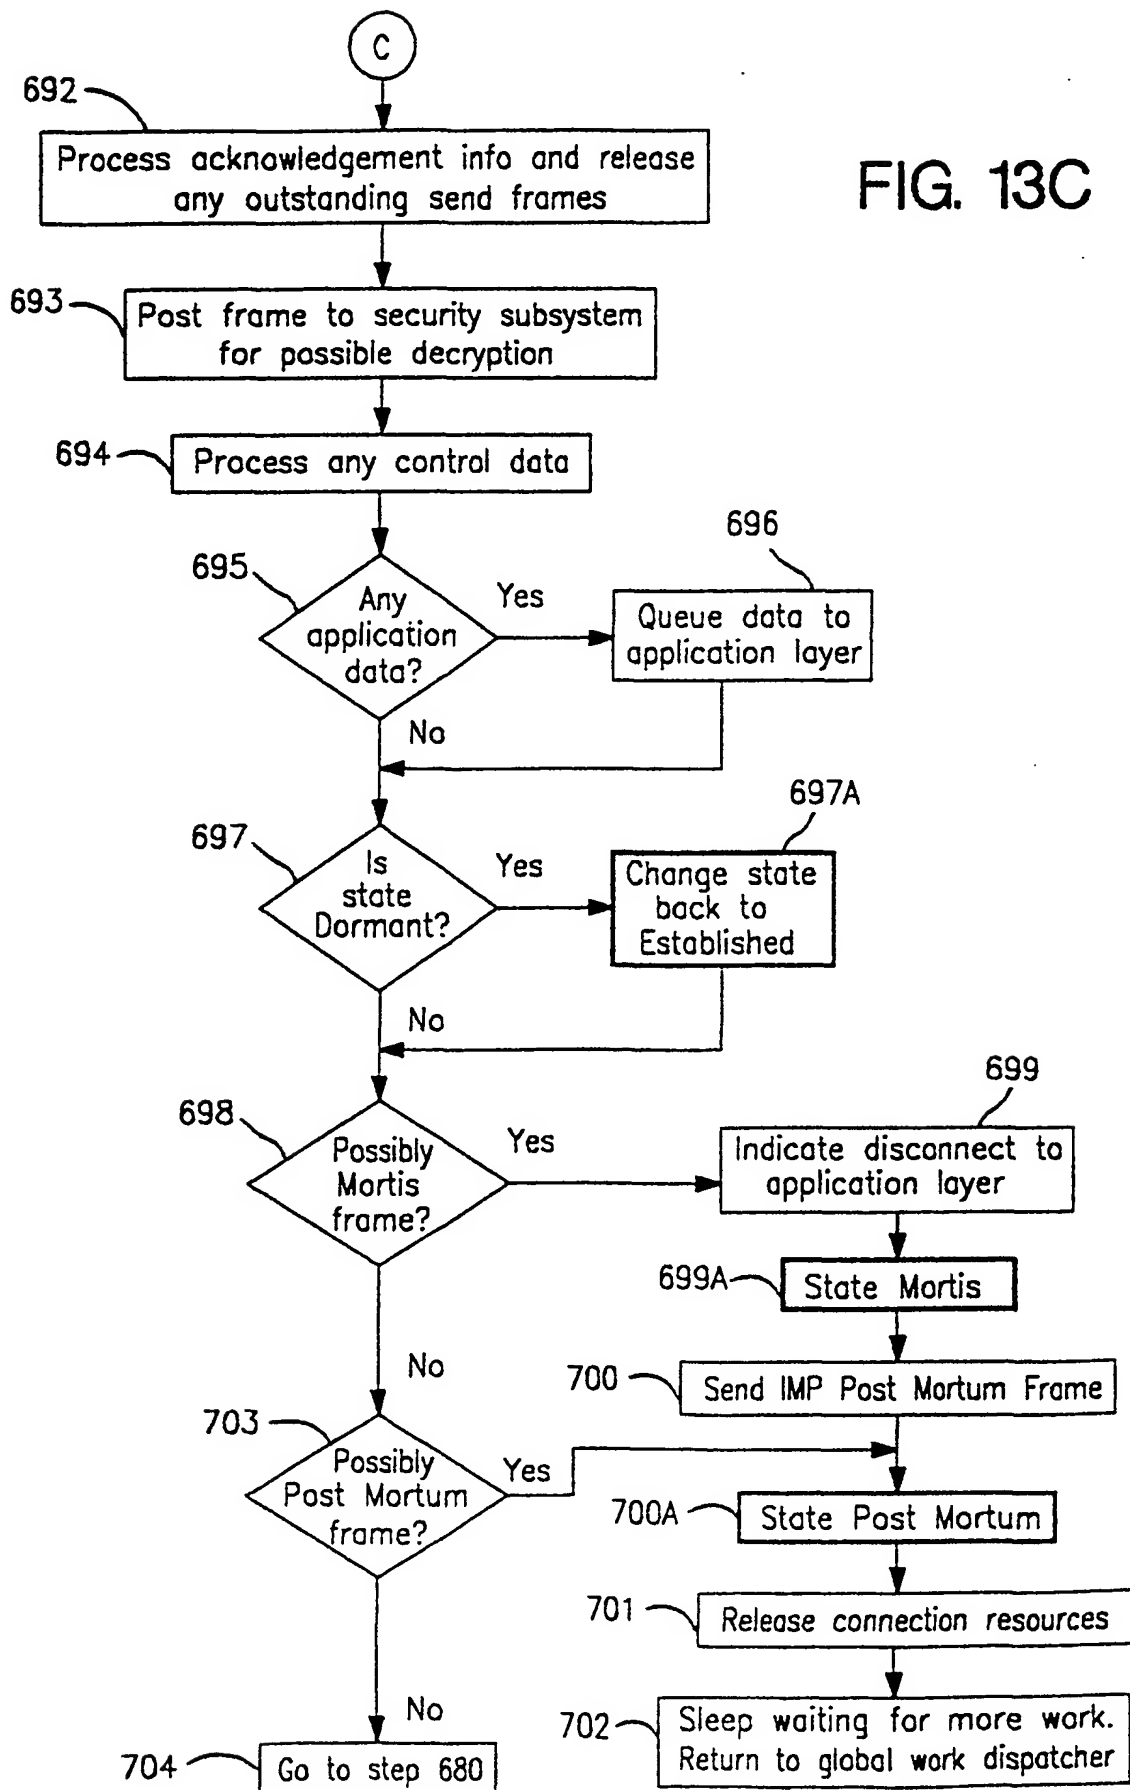 C
692
Process acknowledgement info and release
any outstanding send frames
FIG. 13C
693
Post frame to security subsystem
for possible decryption
694
Process any control data
695
Any
application
data?
Yes
696
Queue data to
application layer
No
697
Is
state
Dormant?
Yes
697A
Change state
back to
Established
No
698
Possibly
Mortis
frame?
Yes
699
Indicate disconnect to
application layer
699A
State Mortis
No
700
Send IMP Post Mortum Frame
703
Possibly
Post Mortum
frame?
Yes
700A
State Post Mortum
701
Release connection resources
No
702
Sleep waiting for more work.
Return to global work dispatcher
704
Go to step 680